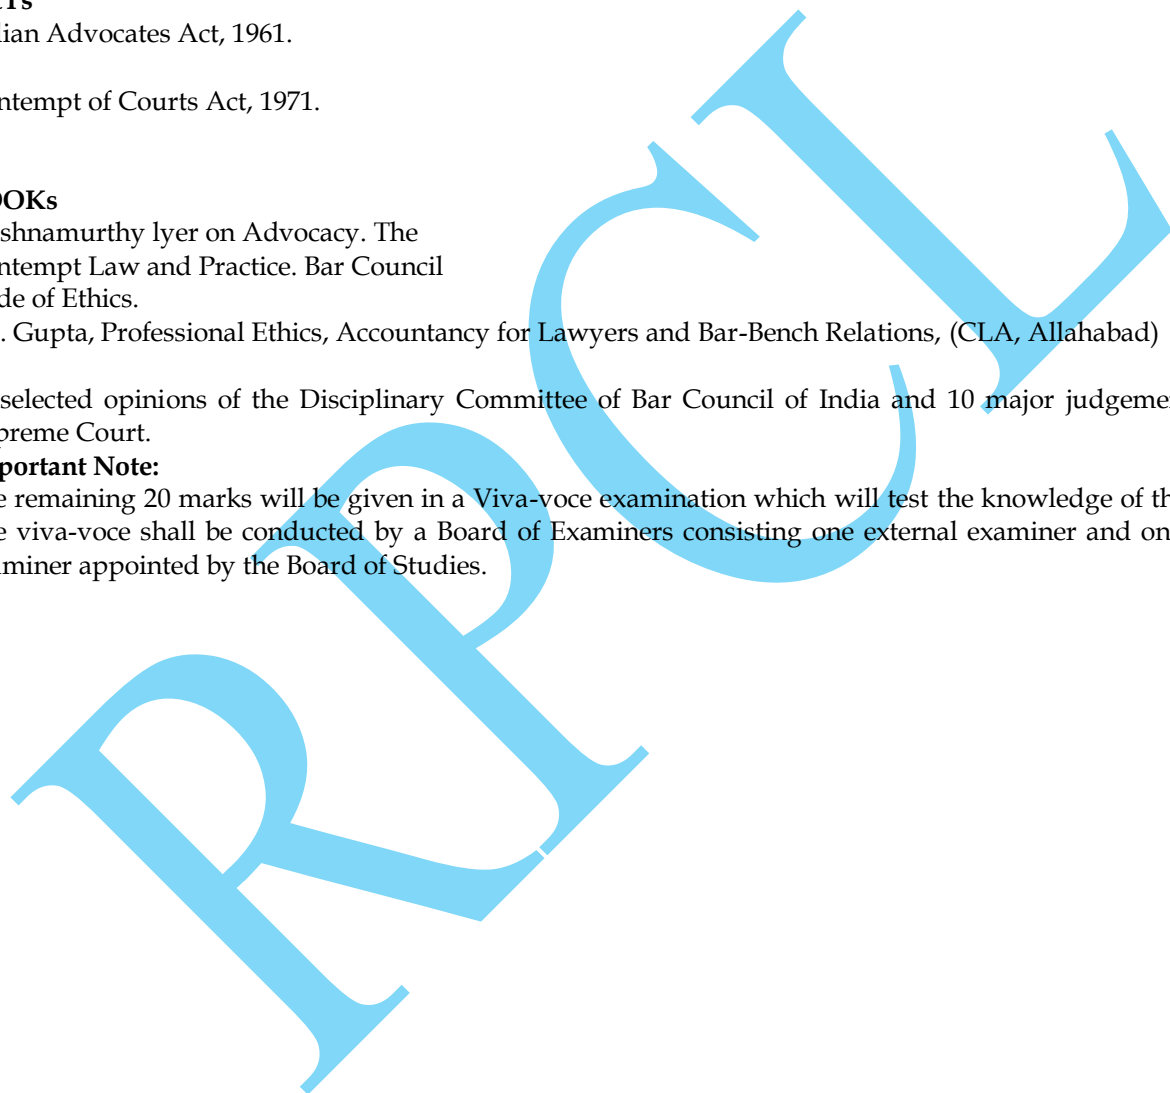 CTs
lian Advocates Act, 1961.
ntempt of Courts Act, 1971.
OOKs
shnamurthy lyer on Advocacy. The
ntempt Law and Practice. Bar Council
de of Ethics.
. Gupta, Professional Ethics, Accountancy for Lawyers and Bar-Bench Relations, (CLA, Allahabad)
selected opinions of the Disciplinary Committee of Bar Council of India and 10 major judgemen
preme Court.
portant Note:
e remaining 20 marks will be given in a Viva-voce examination which will test the knowledge of th
e viva-voce shall be conducted by a Board of Examiners consisting one external examiner and on
aminer appointed by the Board of Studies.
RPCL